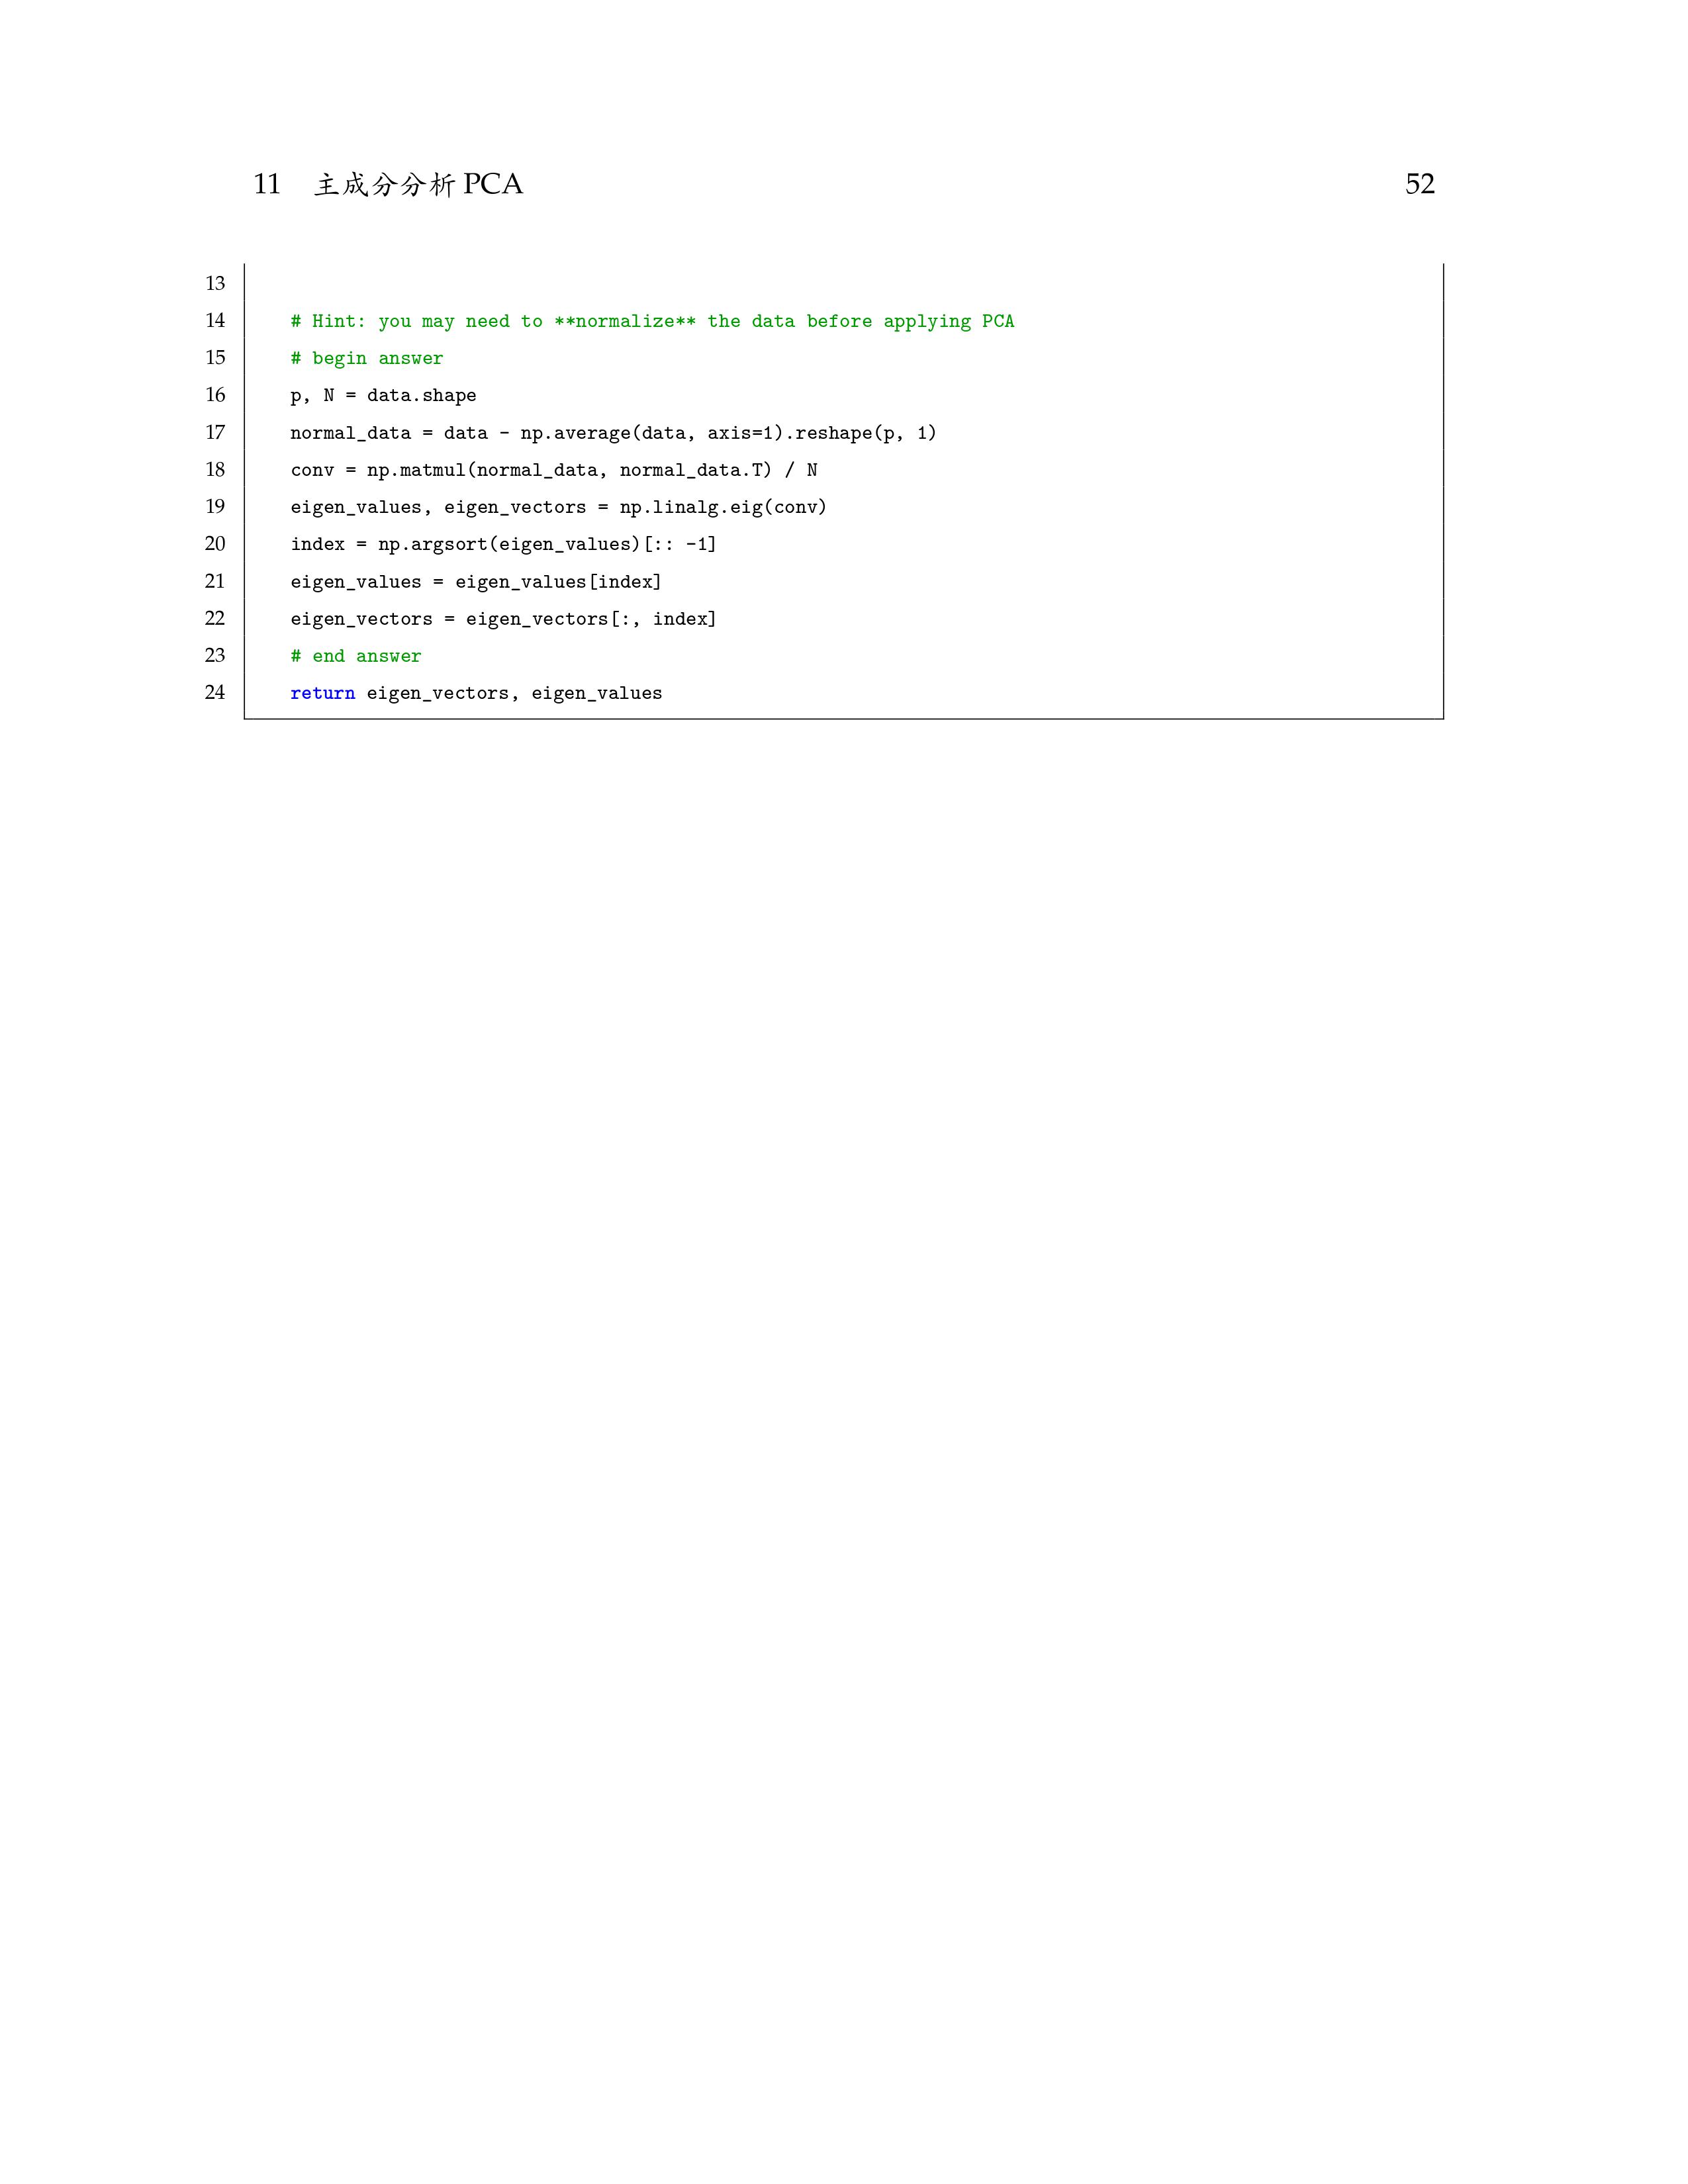 11 主成分分析 PCA 52
13
14 # Hint: you may need to **normalize** the data before applying PCA
15 # begin answer
16 p, N = data.shape
17 normal_data = data - np.average(data, axis=1).reshape(p, 1)
18 conv = np.matmul(normal_data, normal_data.T) / N
19 eigen_values, eigen_vectors = np.linalg.eig(conv)
20 index = np.argsort(eigen_values)[:: -1]
21 eigen_values = eigen_values[index]
22 eigen_vectors = eigen_vectors[:, index]
23 # end answer
24 return eigen_vectors, eigen_values